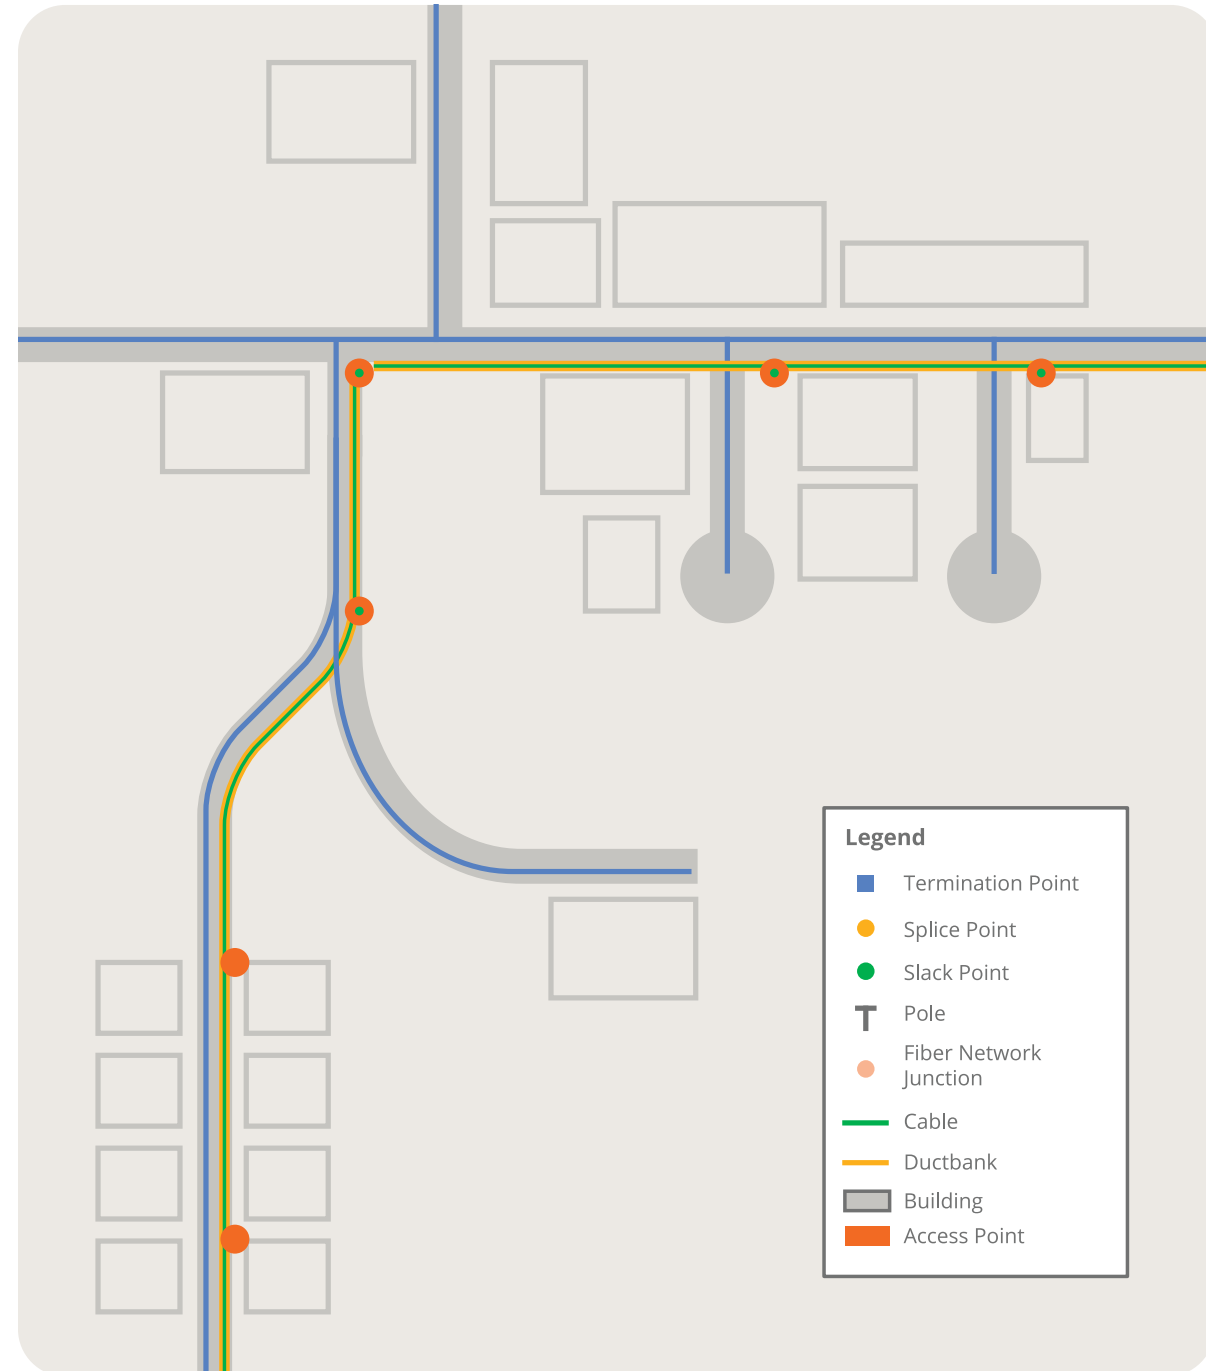 Legend
Termination Point
Splice Point
Slack Point
Pole
Fiber Network
Junction
Cable
Ductbank
Building
Access Point